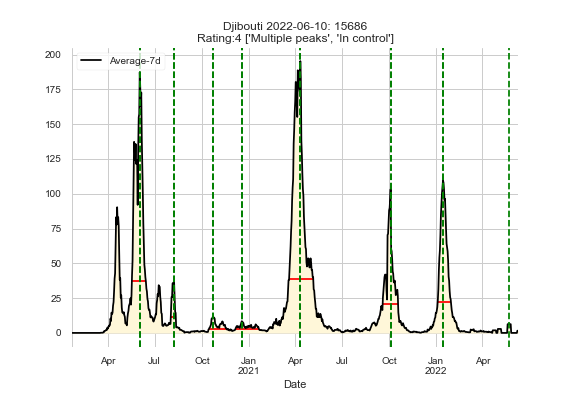 Djibouti 2022-06-10: 15686
Rating:4 ['Multiple peaks', 'In control']
Average-7d
200
175
150
125
100
75
50
25
0
Apr Jul Oct Jan Apr Jul Oct Jan Apr
2021 2022
Date